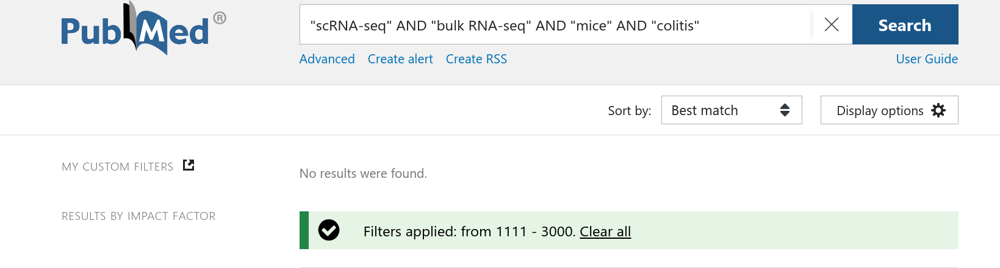 PubMed®
"scRNA-seq" AND "bulk RNA-seq" AND "mice" AND "colitis"
Search
Advanced Create alert Create RSS User Guide
Sort by: Best match Display options
MY CUSTOM FILTERS
No results were found.
RESULTS BY IMPACT FACTOR
Filters applied: from 1111 - 3000. Clear all